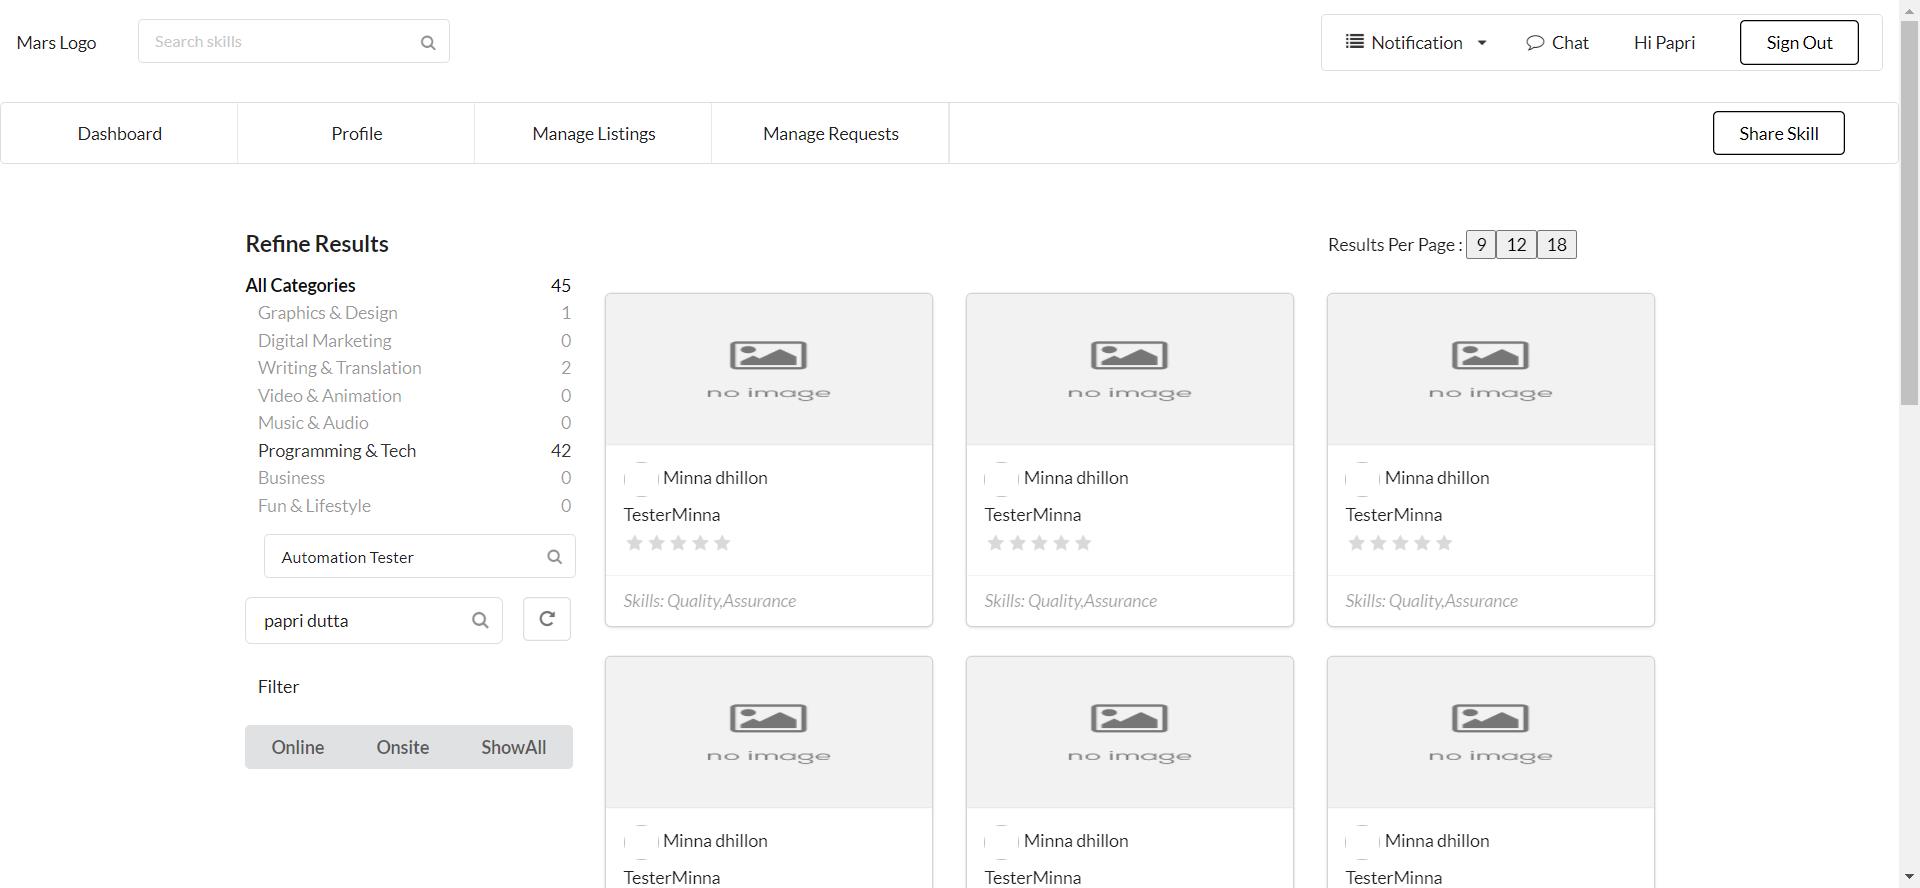 Mars Logo
Search skills
Notification
Chat
Hi Papri
Sign Out
Dashboard
Profile
Manage Listings
Manage Requests
Share Skill
Refine Results
Results Per Page : 9 12 18
All Categories 45
Graphics & Design 1
Digital Marketing 0
Writing & Translation 2
Video & Animation 0
Music & Audio 0
Programming & Tech 42
Business 0
Fun & Lifestyle 0
Automation Tester
papri dutta
Filter
Online ShowAll Onsite
no image
Minna dhillon
TesterMinna
Skills: Quality,Assurance
no image
Minna dhillon
TesterMinna
Skills: Quality,Assurance
no image
Minna dhillon
TesterMinna
Skills: Quality,Assurance
no image
Minna dhillon
TesterMinna
no image
Minna dhillon
TesterMinna
no image
Minna dhillon
TesterMinna